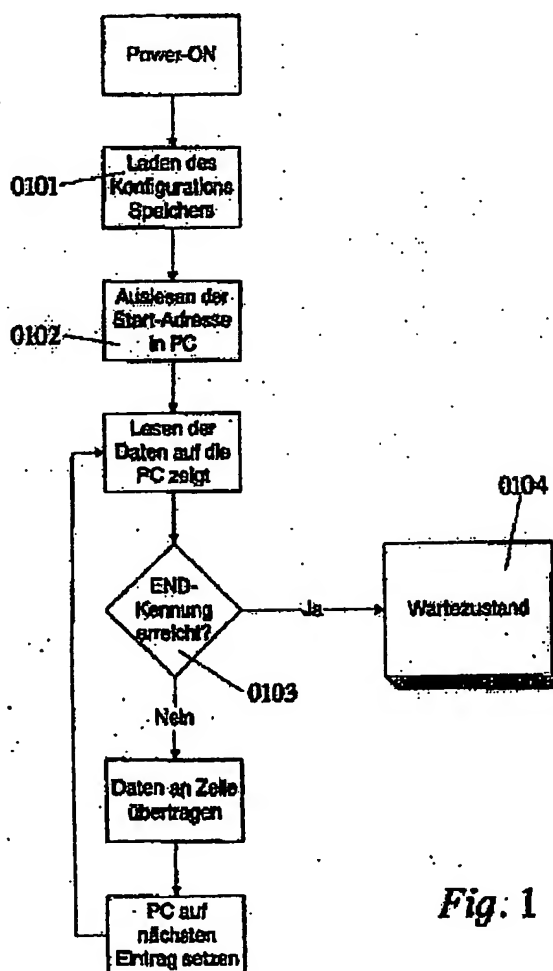 Power-ON
0101
Laden des
Konfigurations
Speichers
0102
Auslesen der
Start-Adresse
in PC
Lesen der
Daten auf die
PC zeigt
END-
Kennung
erreicht?
0103
Ja
0104
Wartezustand
Nein
Daten an Zelle
übertragen
PC auf
nächsten
Eintrag setzen
Fig: 1